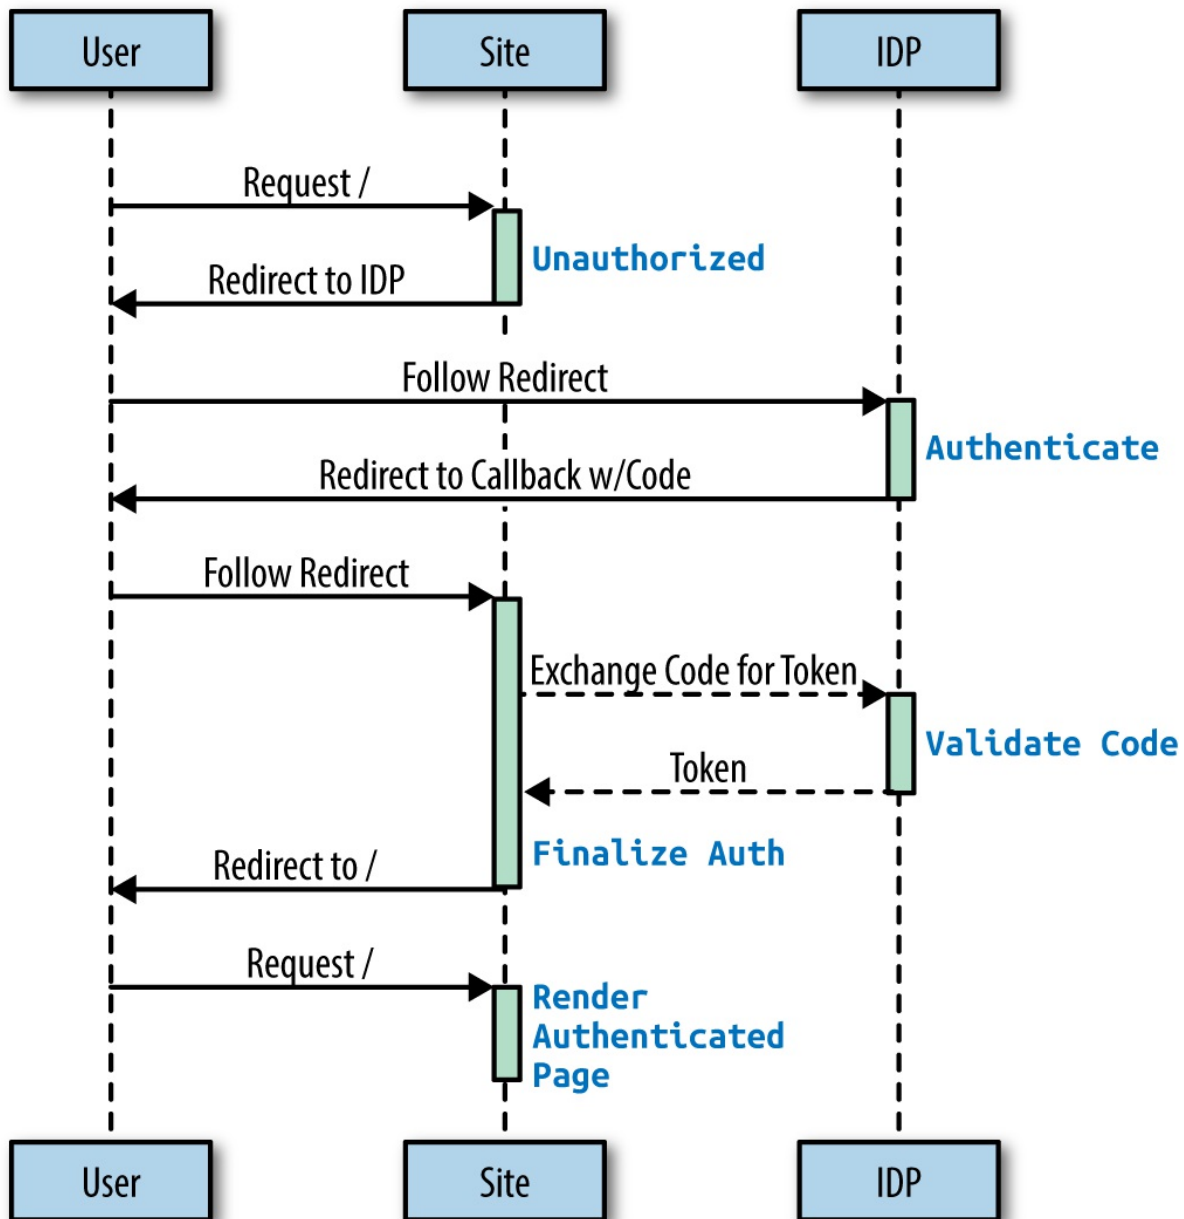 User
Site
IDP
Request /
Unauthorized
Redirect to IDP
Follow Redirect
Authenticate
Redirect to Callback w/Code
Follow Redirect
Exchange Code for Token
Validate Code
Token
Finalize Auth
Redirect to /
Request /
Render
Authenticated
Page
User
Site
IDP